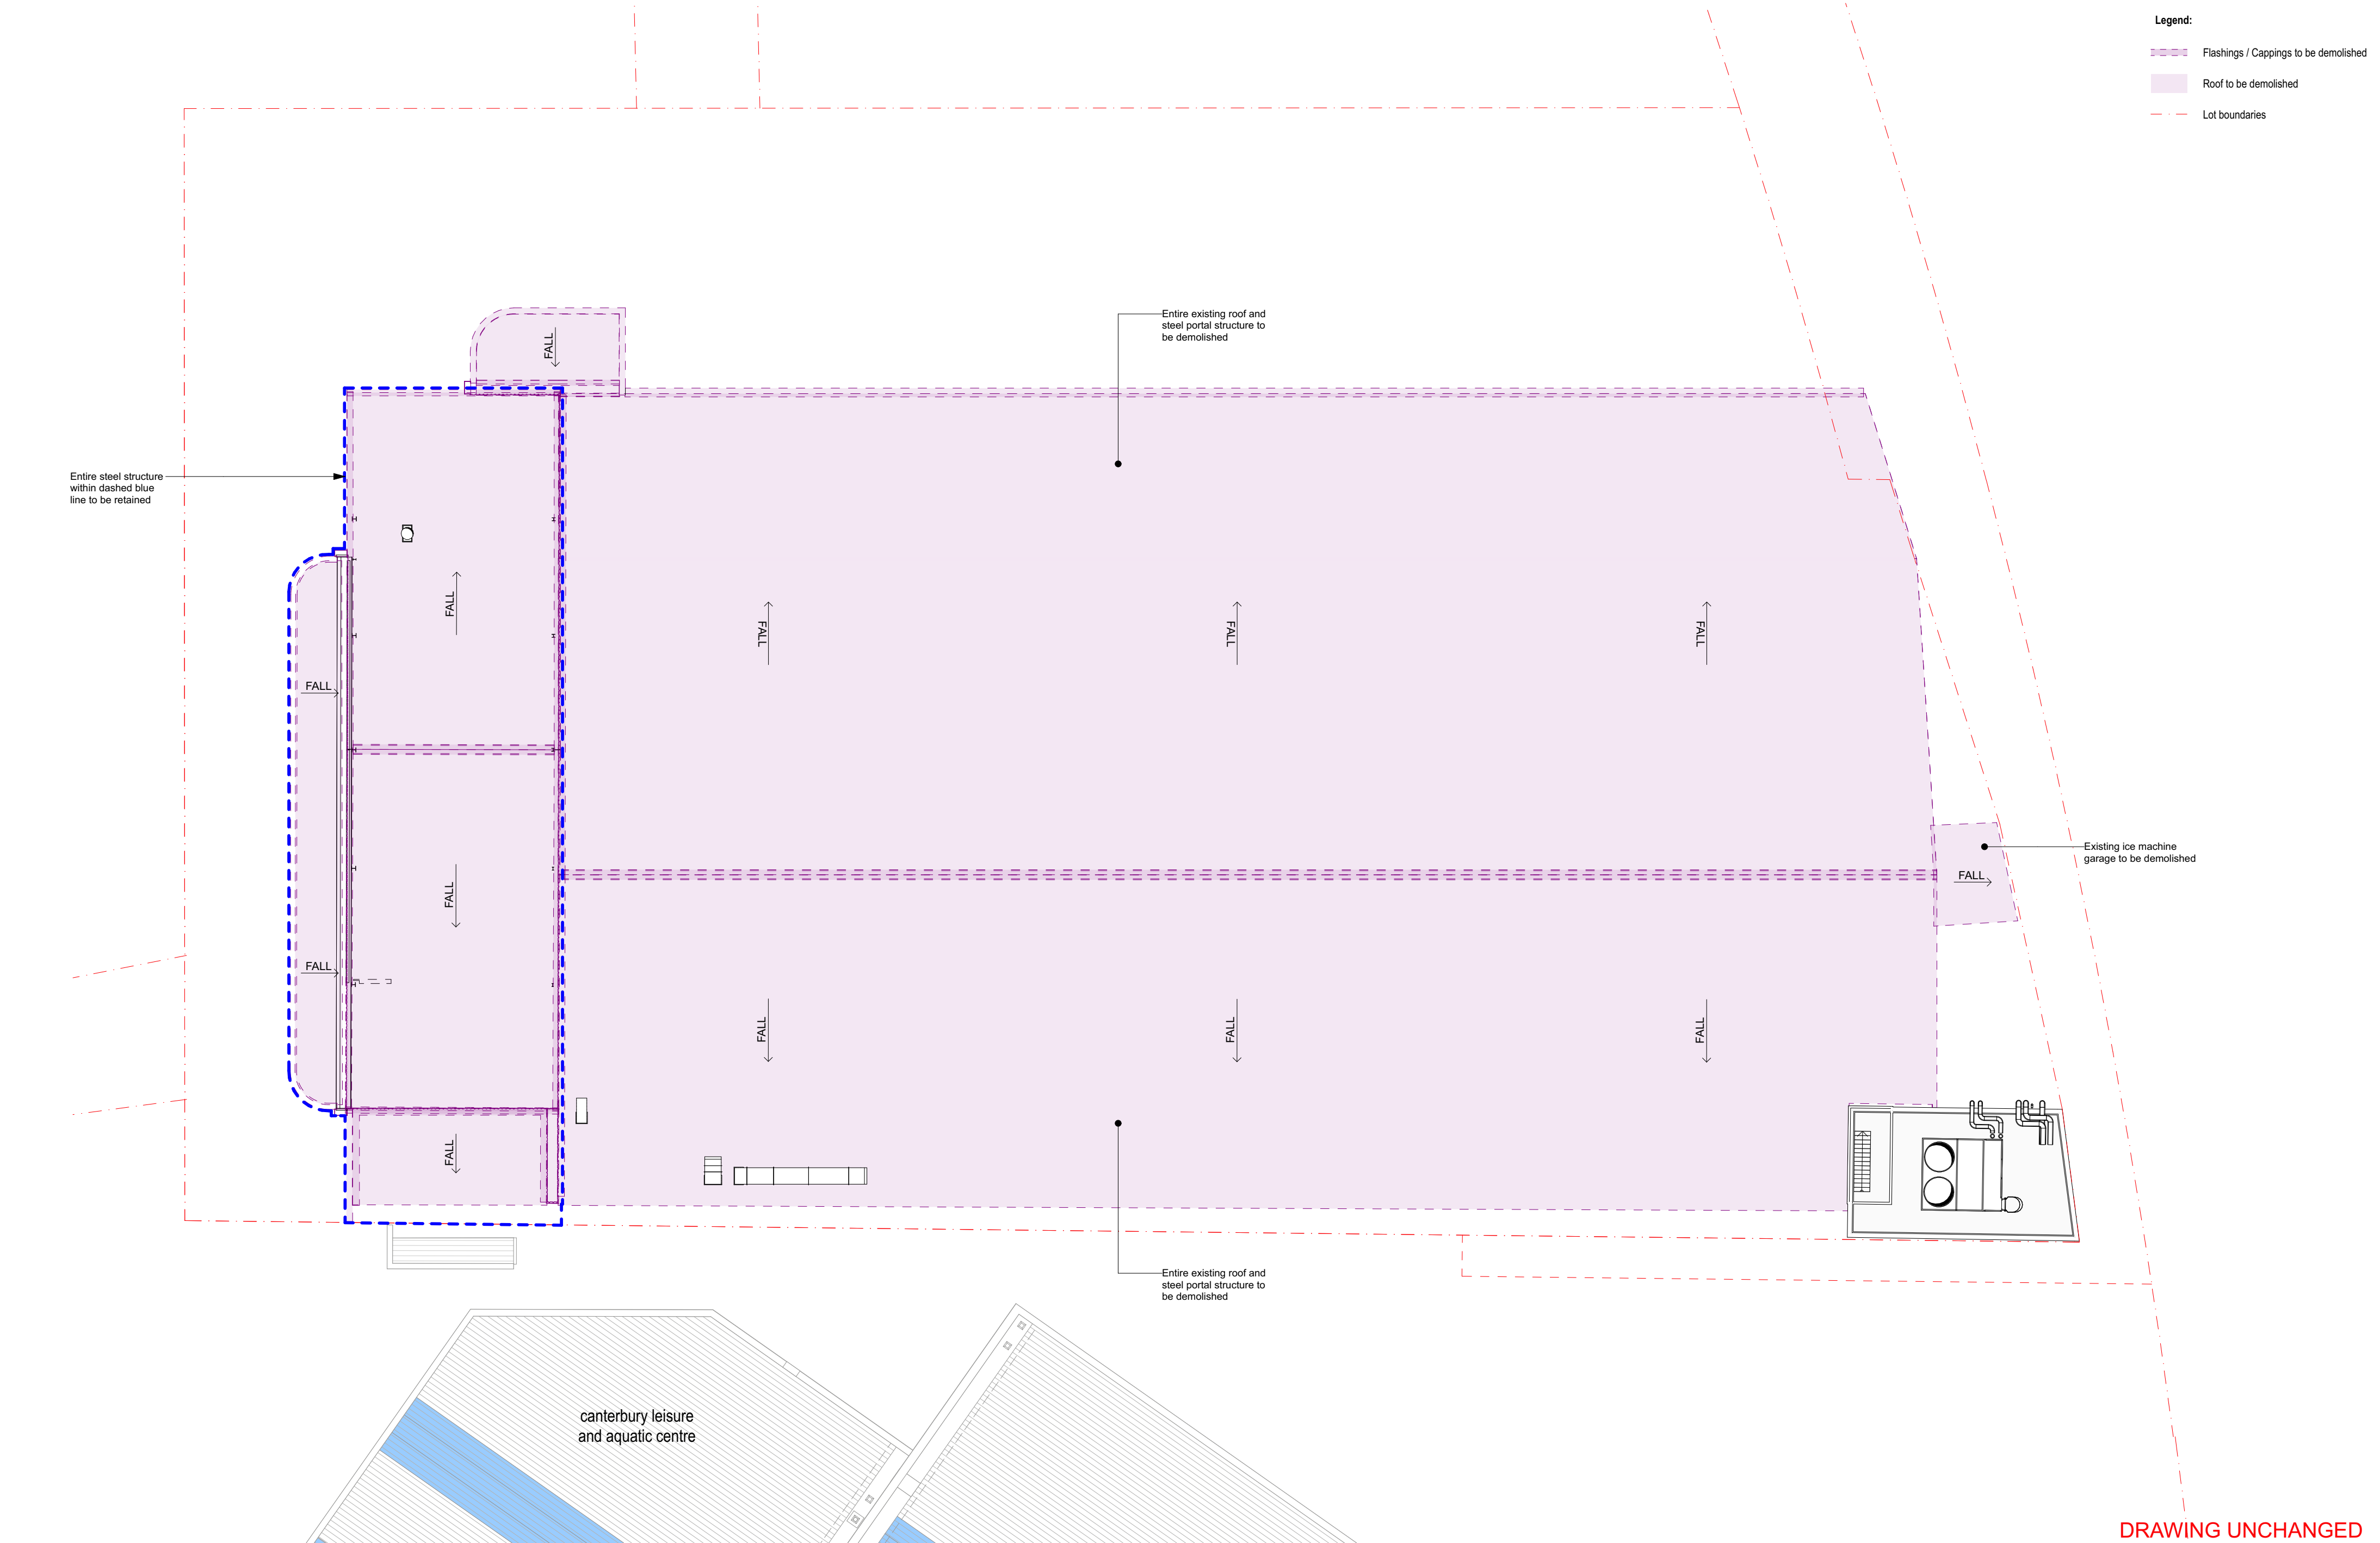 Legend:
Flashings / Cappings to be demolished
Roof to be demolished
Lot boundaries
Entire existing roof and
steel portal structure to
be demolished
FALL
Entire steel structure
within dashed blue
line to be retained
FALL
FALL
FALL
FALL
FALL
Existing ice machine
garage to be demolished
FALL
FALL
FALL
FALL
FALL
FALL
FALL
Entire existing roof and
steel portal structure to
be demolished
canterbury leisure
and aquatic centre
DRAWING UNCHANGED